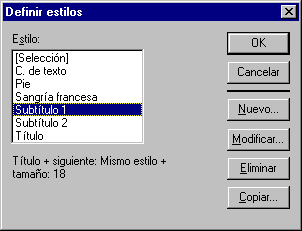 Definir estilos
Estilo:
[Selección]
C. de texto
Pie
Sangría francesa
Subtítulo 1
Subtítulo 2
Título
Título + siguiente: Mismo estilo +
tamaño: 18
OK
Cancelar
Nuevo...
Modificar...
Eliminar
Copiar...